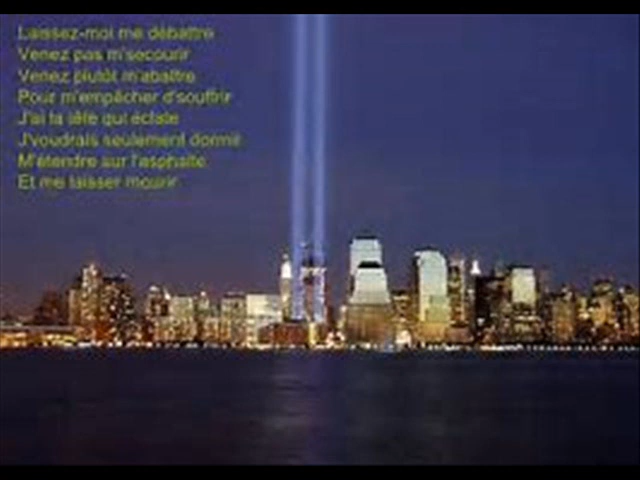 Laissez-moi me débattre
Venez pas m'secourir
Venez plutôt m'abattre
Pour m'empêcher d'souffrir
J'ai la tête qui éclate
J'voudrais seulement dormir
M'étendre sur l'asphalte
Et me laisser mourir